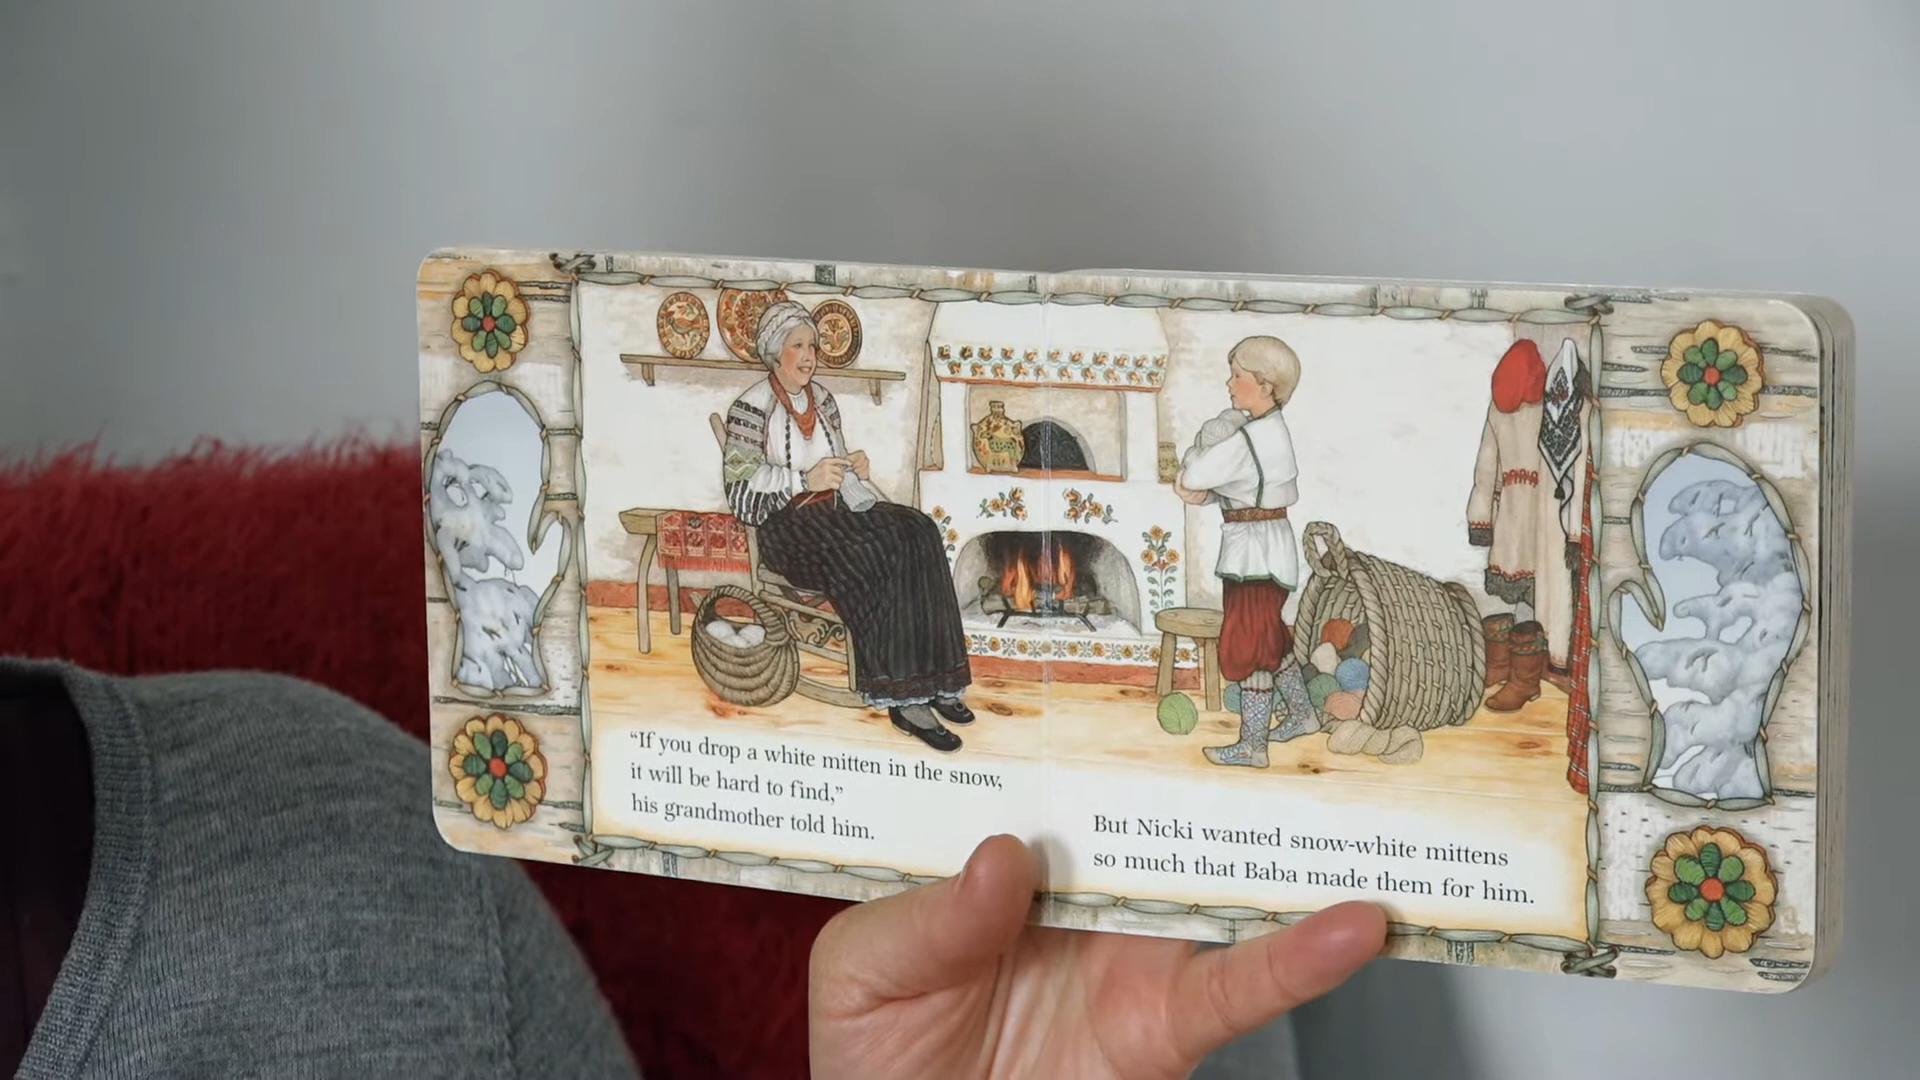 “If you drop a white mitten in the snow,
it will be hard to find,”
his grandmother told him.
But Nicki wanted snow-white mittens
so much that Baba made them for him.